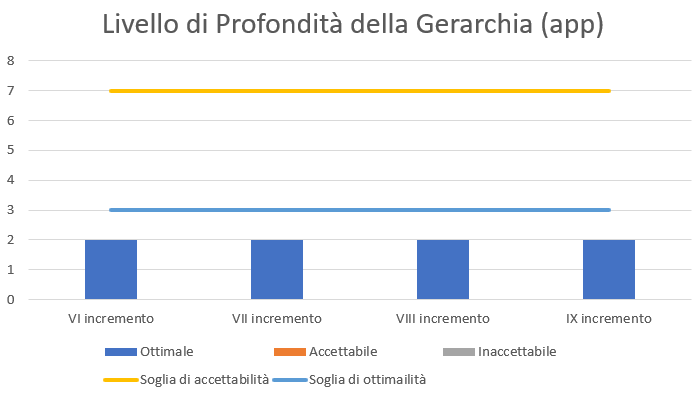 Livello di Profondità della Gerarchia (app)
8
7
6
5
4
3
2
1
0
VI incremento VII incremento VIII incremento IX incremento
Ottimale Accettabile Inaccettabile
Soglia di accettabilità Soglia di ottimailità